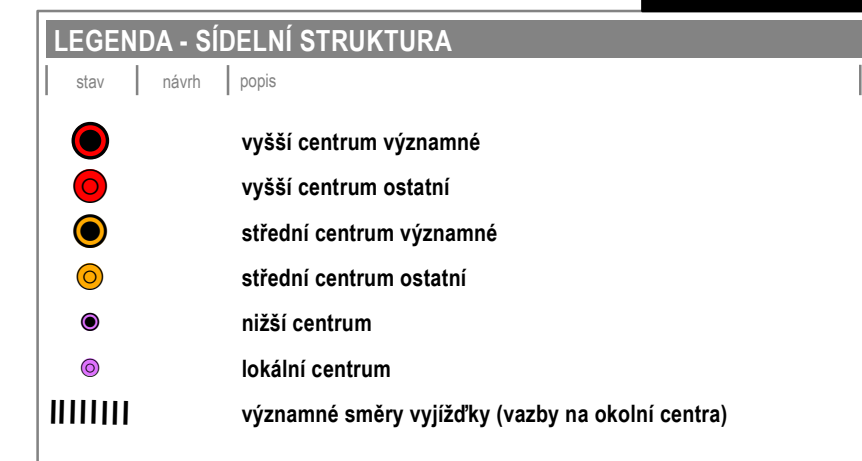 LEGENDA - SÍDELNÍ STRUKTURA
stav návrh popis
vyšší centrum významné
vyšší centrum ostatní
střední centrum významné
střední centrum ostatní
nižší centrum
lokální centrum
významné směry vyjížďky (vazby na okolní centra)